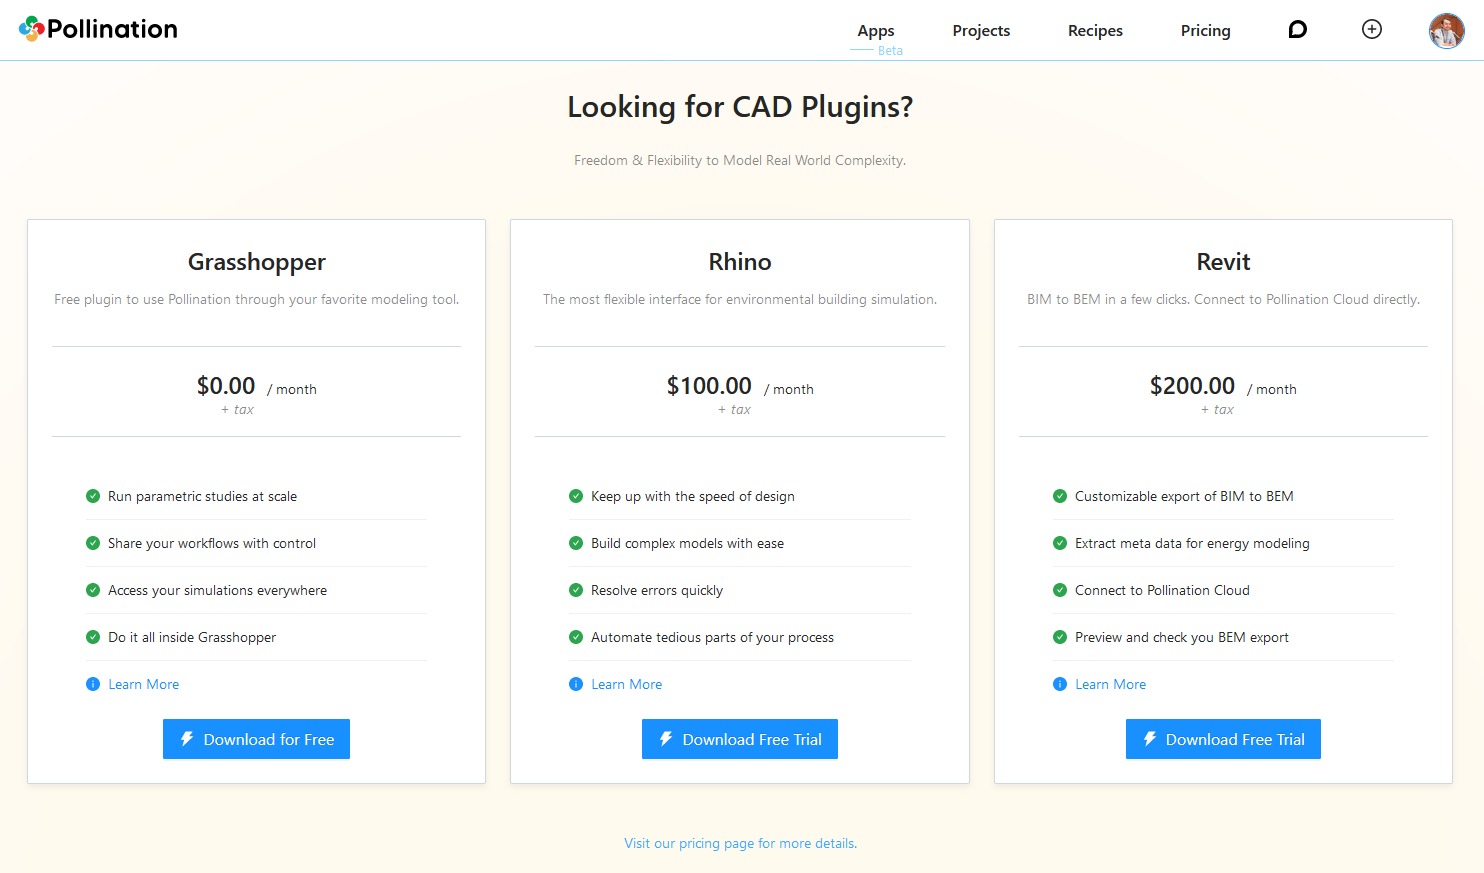 Pollination
Apps
Beta
Projects
Recipes
Pricing
Looking for CAD Plugins?
Freedom & Flexibility to Model Real World Complexity.
Grasshopper
Free plugin to use Pollination through your favorite modeling tool.
$0.00 / month
+ tax
Run parametric studies at scale
Share your workflows with control
Access your simulations everywhere
Do it all inside Grasshopper
Learn More
Download for Free
Rhino
The most flexible interface for environmental building simulation.
$100.00 / month
+ tax
Keep up with the speed of design
Build complex models with ease
Resolve errors quickly
Automate tedious parts of your process
Learn More
Download Free Trial
Revit
BIM to BEM in a few clicks. Connect to Pollination Cloud directly.
$200.00 / month
+ tax
Customizable export of BIM to BEM
Extract meta data for energy modeling
Connect to Pollination Cloud
Preview and check you BEM export
Learn More
Download Free Trial
Visit our pricing page for more details.